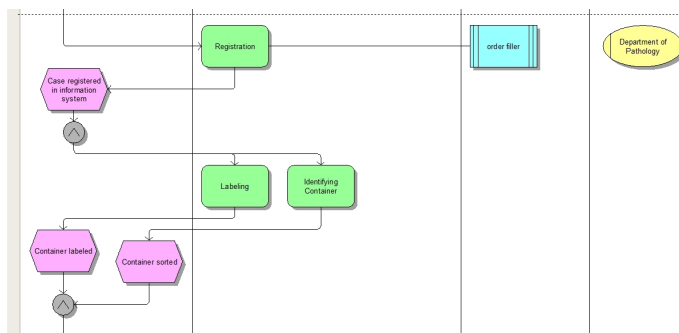 Registration
order filler
Department of
Pathology
Case registered
in information
system
Labeling
Identifying
Container
Container labeled
Container sorted